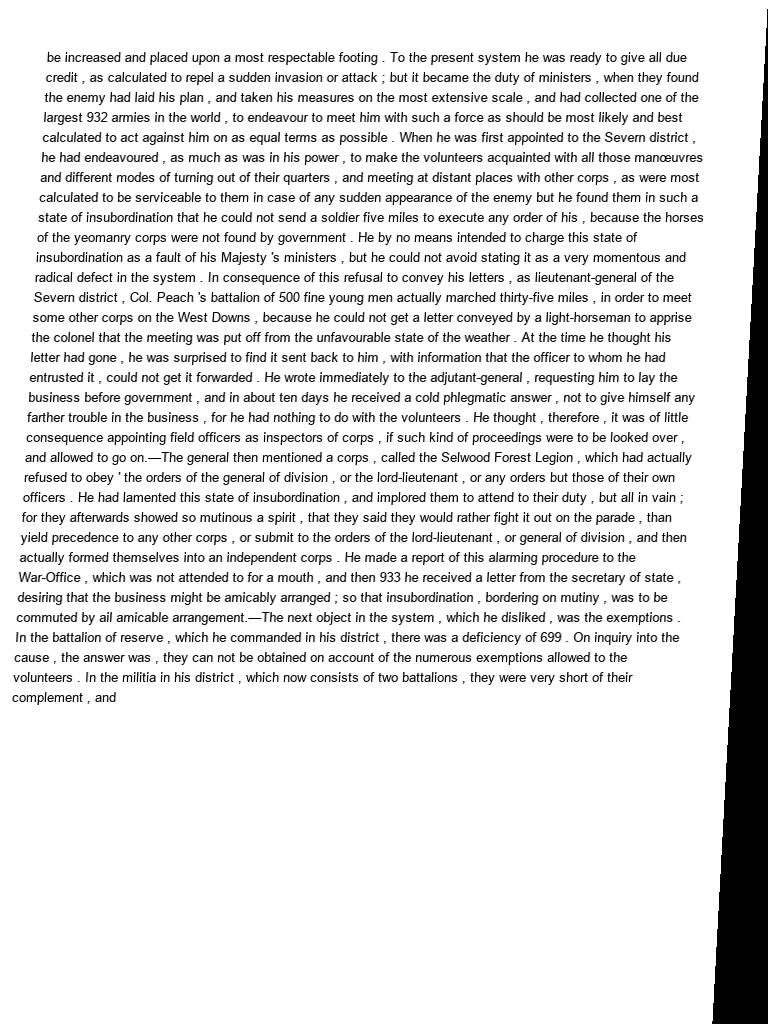 be increased and placed upon a most respectable footing . To the present system he was ready to give all due
credit , as calculated to repel a sudden invasion or attack ; but it became the duty of ministers , when they found
the enemy had laid his plan , and taken his measures on the most extensive scale , and had collected one of the
largest 932 armies in the world , to endeavour to meet him with such a force as should be most likely and best
calculated to act against him on as equal terms as possible . When he was first appointed to the Severn district ,
he had endeavoured , as much as was in his power , to make the volunteers acquainted with all those manœuvres
and different modes of turning out of their quarters , and meeting at distant places with other corps , as were most
calculated to be serviceable to them in case of any sudden appearance of the enemy but he found them in such a
state of insubordination that he could not send a soldier five miles to execute any order of his , because the horses
of the yeomanry corps were not found by government . He by no means intended to charge this state of
insubordination as a fault of his Majesty 's ministers , but he could not avoid stating it as a very momentous and
radical defect in the system . In consequence of this refusal to convey his letters , as lieutenant-general of the
Severn district , Col. Peach 's battalion of 500 fine young men actually marched thirty-five miles , in order to meet
some other corps on the West Downs , because he could not get a letter conveyed by a light-horseman to apprise
the colonel that the meeting was put off from the unfavourable state of the weather . At the time he thought his
letter had gone , he was surprised to find it sent back to him , with information that the officer to whom he had
entrusted it , could not get it forwarded . He wrote immediately to the adjutant-general , requesting him to lay the
business before government , and in about ten days he received a cold phlegmatic answer , not to give himself any
farther trouble in the business , for he had nothing to do with the volunteers . He thought , therefore , it was of little
consequence appointing field officers as inspectors of corps , if such kind of proceedings were to be looked over ,
and allowed to go on.—The general then mentioned a corps , called the Selwood Forest Legion , which had actually
refused to obey ' the orders of the general of division , or the lord-lieutenant , or any orders but those of their own
officers . He had lamented this state of insubordination , and implored them to attend to their duty , but all in vain ;
for they afterwards showed so mutinous a spirit , that they said they would rather fight it out on the parade , than
yield precedence to any other corps , or submit to the orders of the lord-lieutenant , or general of division , and then
actually formed themselves into an independent corps . He made a report of this alarming procedure to the
War-Office , which was not attended to for a mouth , and then 933 he received a letter from the secretary of state ,
desiring that the business might be amicably arranged ; so that insubordination , bordering on mutiny , was to be
commuted by ail amicable arrangement.—The next object in the system , which he disliked , was the exemptions .
In the battalion of reserve , which he commanded in his district , there was a deficiency of 699 . On inquiry into the
cause , the answer was , they can not be obtained on account of the numerous exemptions allowed to the
volunteers . In the militia in his district , which now consists of two battalions , they were very short of their
complement , and